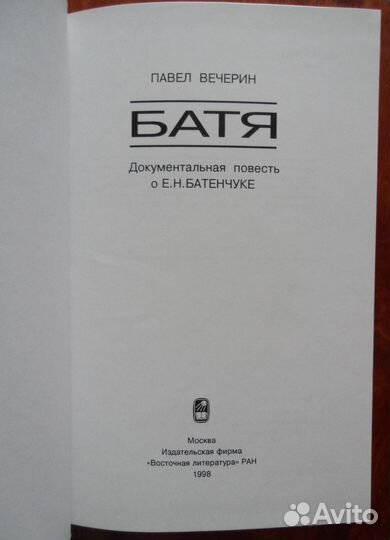 ПАВЕЛ ВЕЧЕРИН
БАТЯ
Документальная повесть
о Е.Н.БАТЕНЧУКЕ
Москва
Издательская фирма
«Восточная литература» РАН
1998
Avito